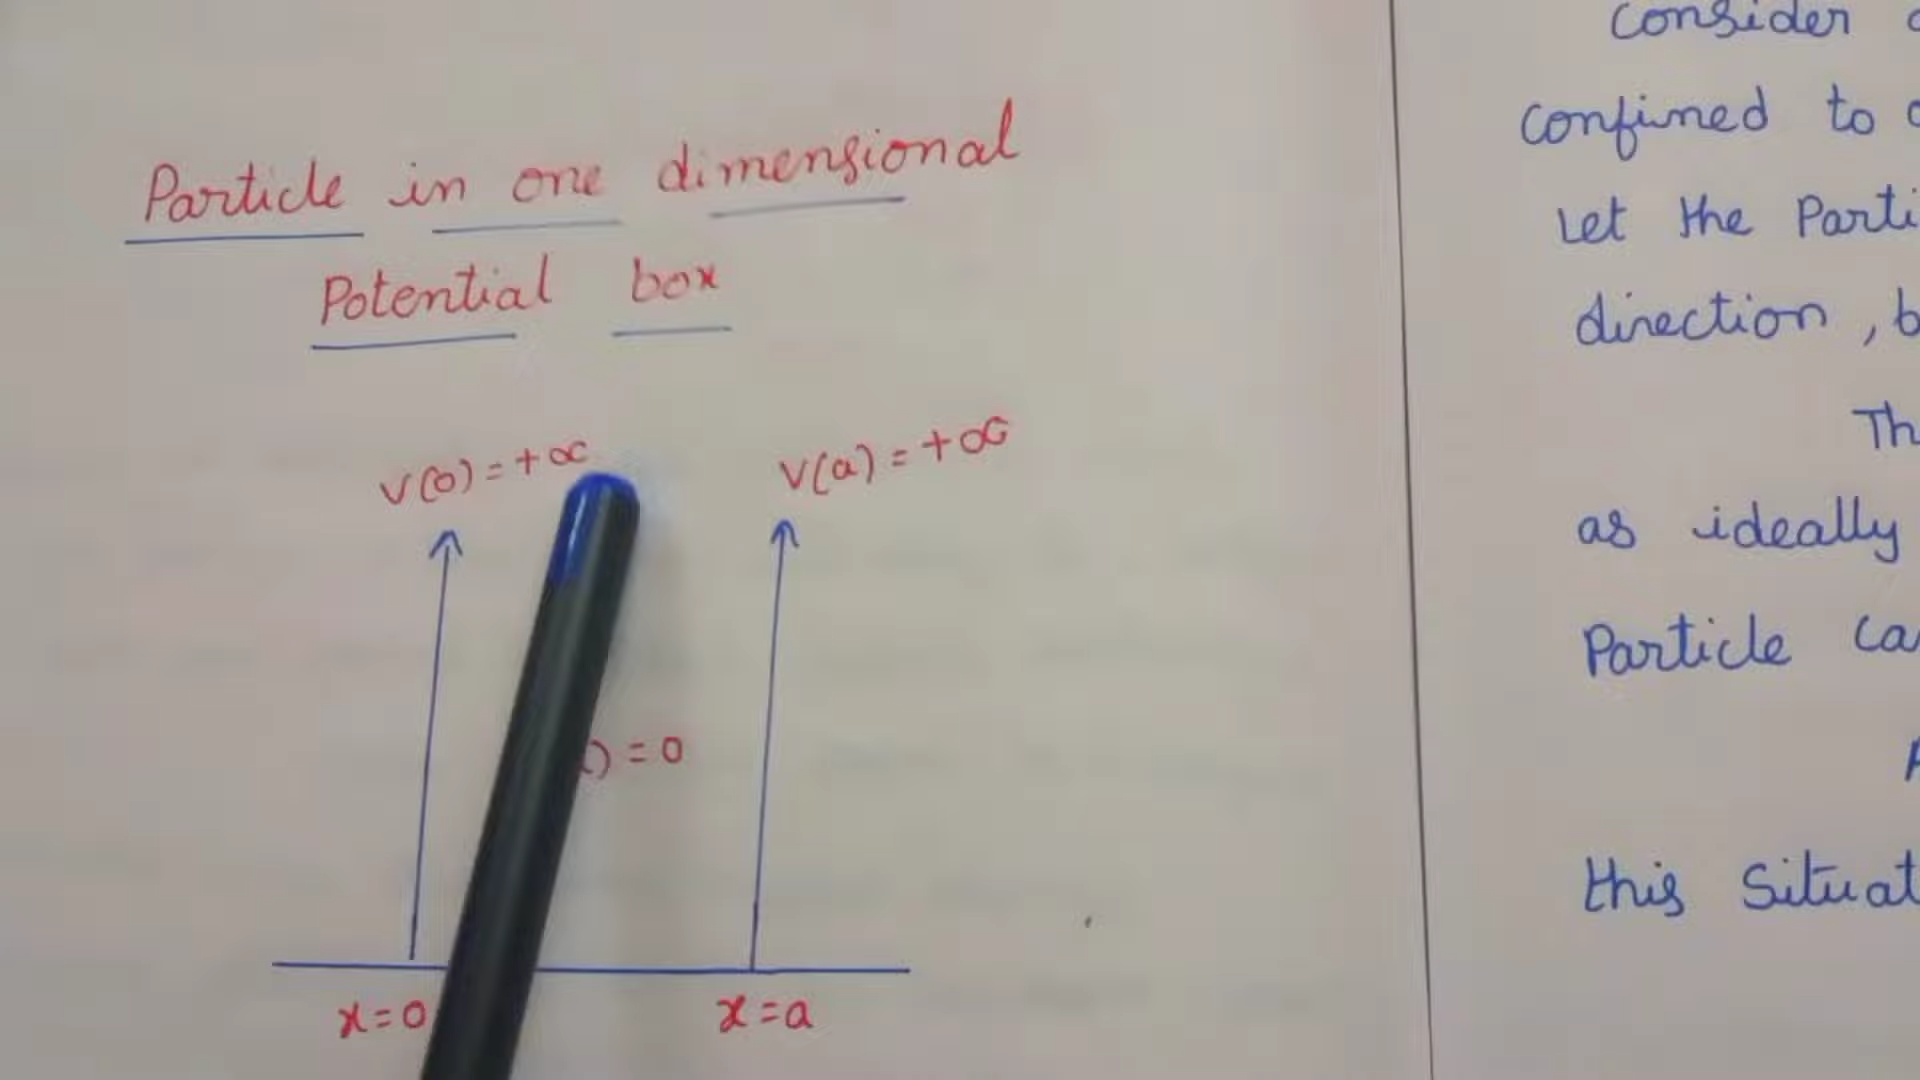 Particle in one dimensional
Potential box
V(0) = +∝
V(a) = +∝
) = 0
x = 0
x = a
Consider
confined to
Let the Parti
direction, b
Th
as ideally
Particle ca
this Situat